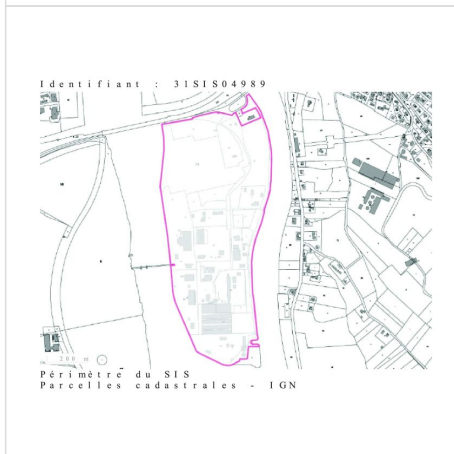 Identifiant : 31SIS04989
200 m
Périmètre du SIS
Parcelles cadastrales - IGN